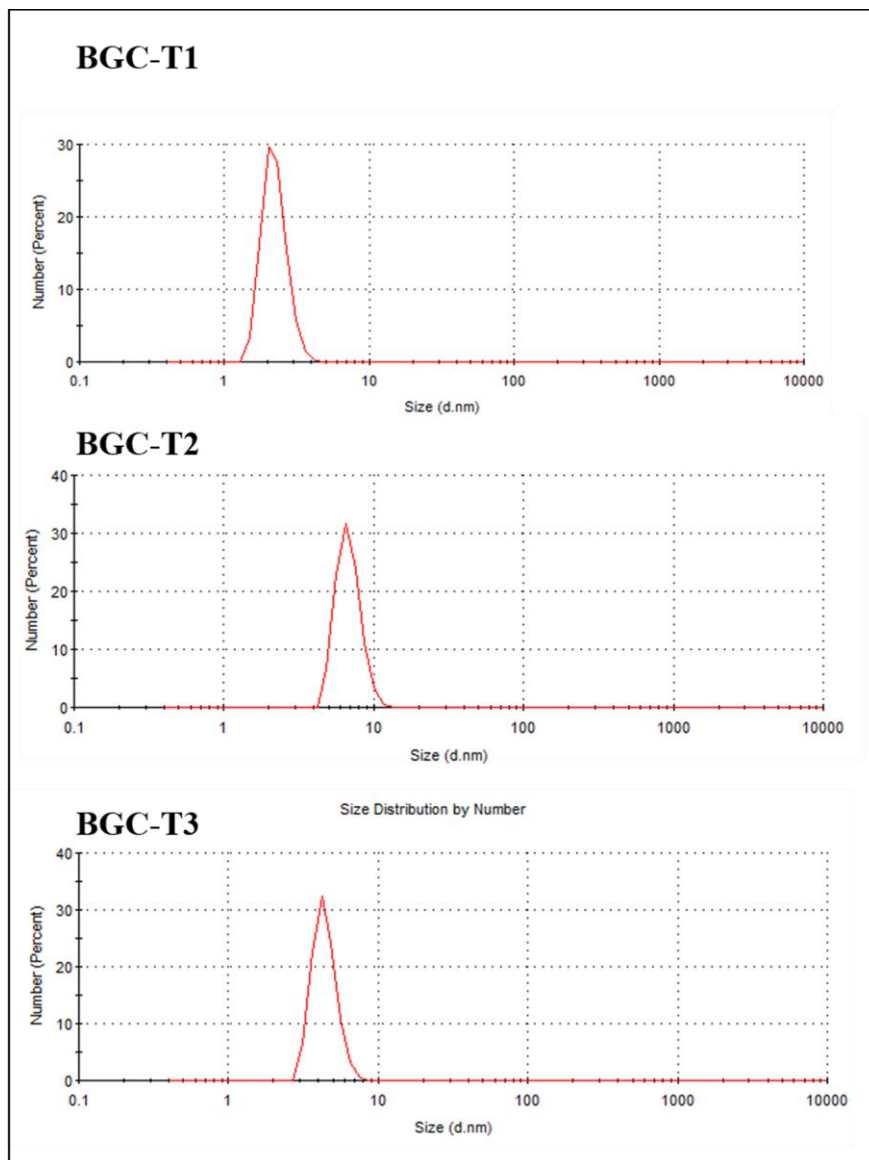 BGC-T1
30
20
10
0
Number (Percent)
0.1 1 10 100 1000 10000
Size (d.nm)
BGC-T2
40
30
20
10
0
Number (Percent)
0.1 1 10 100 1000 10000
Size (d.nm)
Size Distribution by Number
BGC-T3
40
30
20
10
0
Number (Percent)
0.1 1 10 100 1000 10000
Size (d.nm)